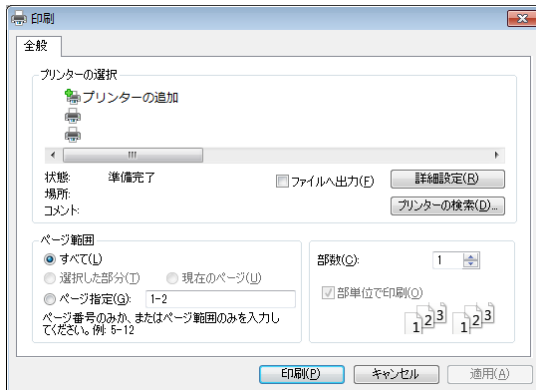 印刷
全般
プリンターの選択
プリンターの追加
状態: 準備完了
場所:
コメント:
ファイルへ出力(F)
詳細設定(R)
プリンターの検索(D)...
ページ範囲
すべて(L)
選択した部分(T) 現在のページ(U)
ページ指定(G): 1-2
ページ番号のみか、またはページ範囲のみを入力し
てください。例: 5-12
部数(C): 1
部単位で印刷(O)
1 2 3 1 2 3
印刷(P) キャンセル 適用(A)